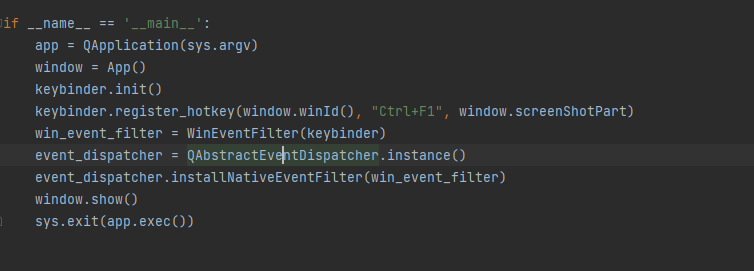 if __name__ == '__main__':
    app = QApplication(sys.argv)
    window = App()
    keybinder.init()
    keybinder.register_hotkey(window.winId(), "Ctrl+F1", window.screenShotPart)
    win_event_filter = WinEventFilter(keybinder)
    event_dispatcher = QAbstractEventDispatcher.instance()
    event_dispatcher.installNativeEventFilter(win_event_filter)
    window.show()
    sys.exit(app.exec())